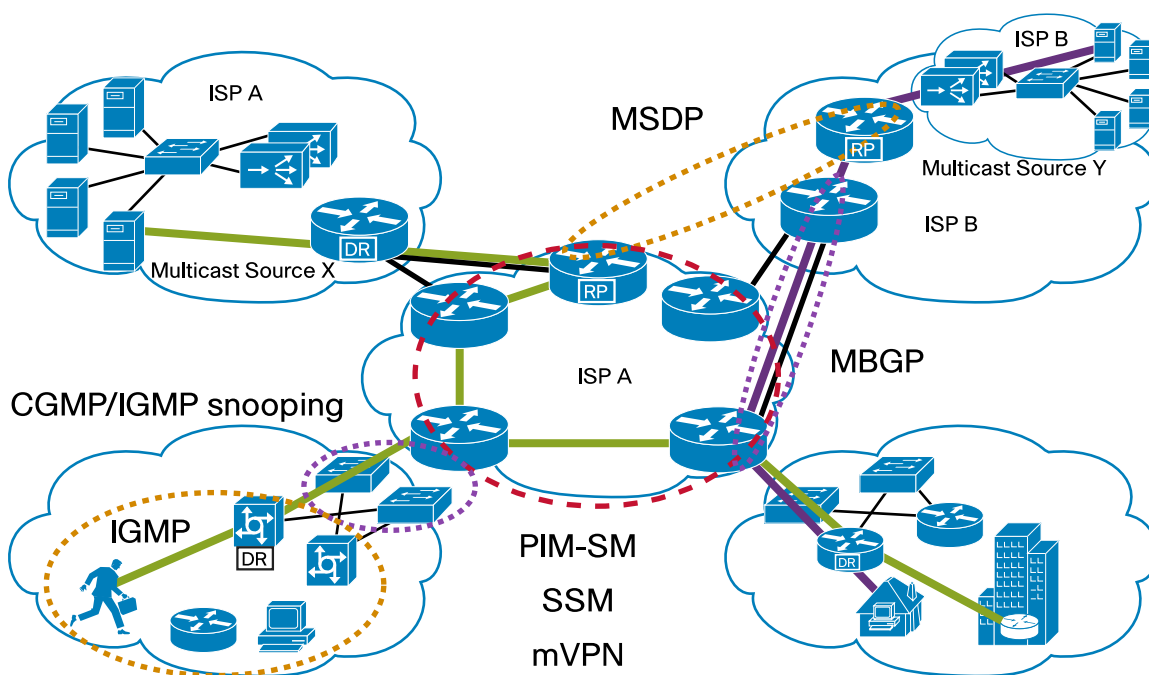 ISP B
ISP A
MSDP
RP
Multicast Source Y
ISP B
DR
Multicast Source X
RP
ISP A
MBGP
CGMP/IGMP snooping
IGMP
DR
PIM-SM
DR
SSM
mVPN